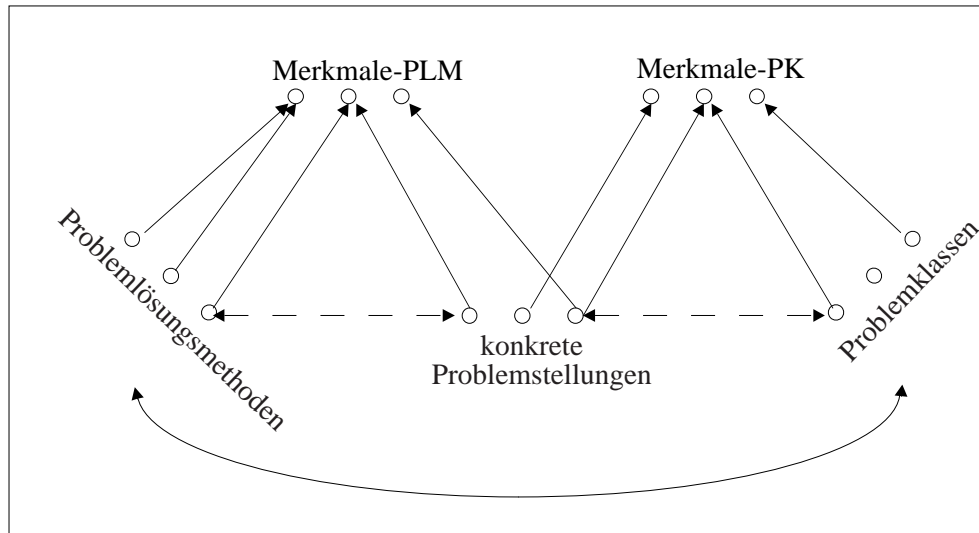 Merkmale-PLM
Merkmale-PK
Problemlösungsmethoden
konkrete
Problemstellungen
Problemklassen